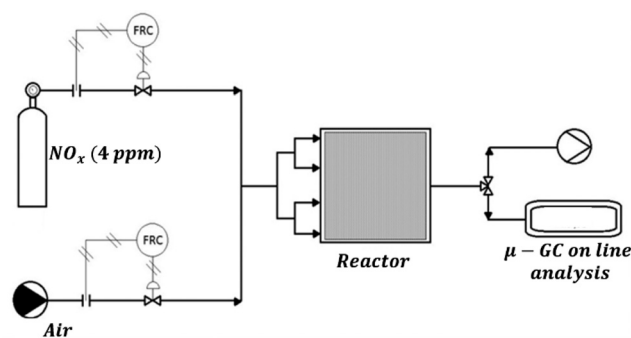 FRC
NOₓ (4 ppm)
FRC
Air
Reactor
μ − GC on line
analysis